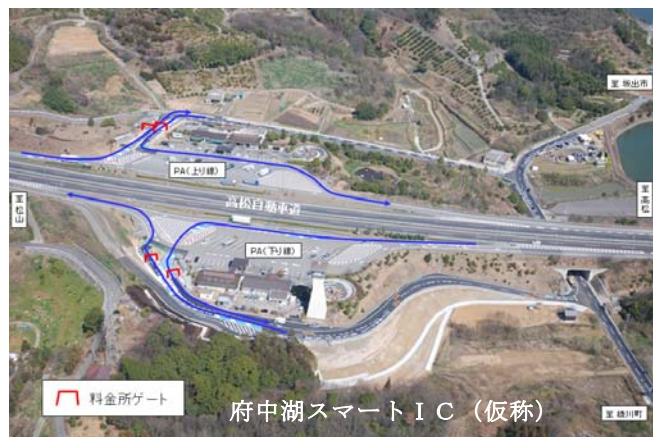 至 坂出市
PA(上り線)
至松山
高松自動車道
至高松
PA(下り線)
料金所ゲート
府中湖スマートIC（仮称）
至 綾川町